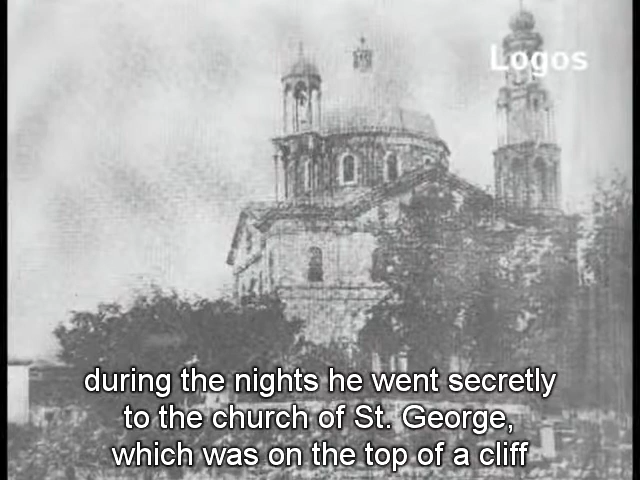 Logos
during the nights he went secretly
to the church of St. George,
which was on the top of a cliff